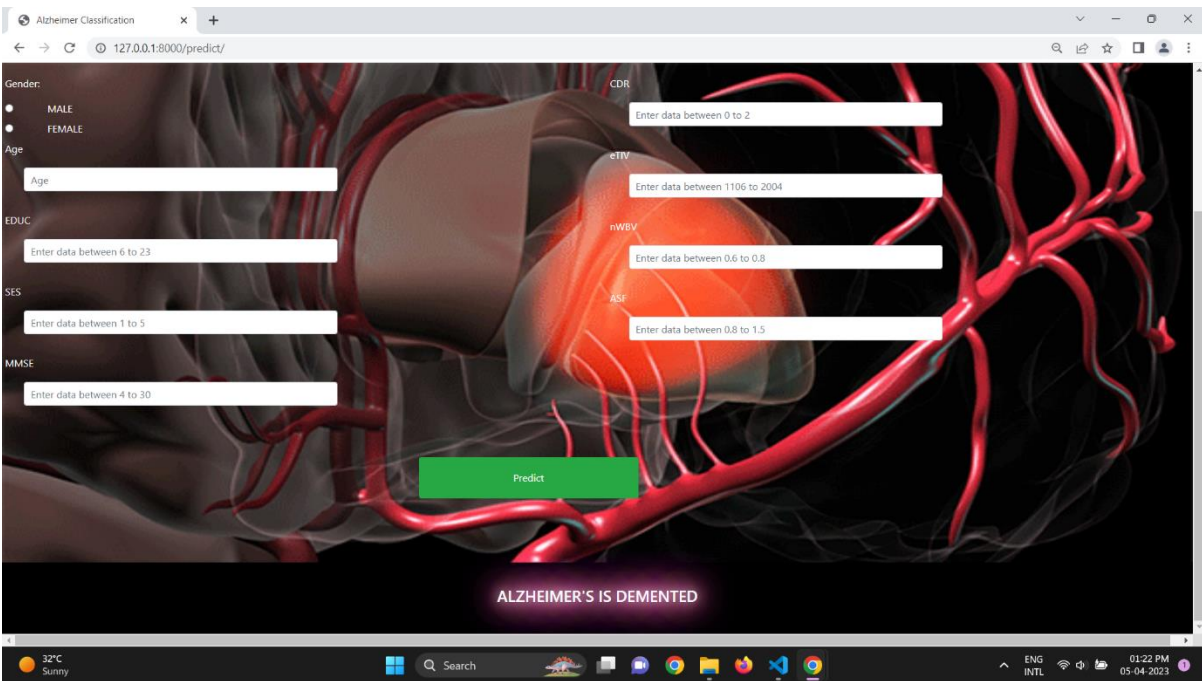 Alzheimer Classification
127.0.0.1:8000/predict/
Gender:
MALE
FEMALE
Age
Age
EDUC
Enter data between 6 to 23
SES
Enter data between 1 to 5
MMSE
Enter data between 4 to 30
CDR
Enter data between 0 to 2
eTIV
Enter data between 1106 to 2004
nWBV
Enter data between 0.6 to 0.8
ASF
Enter data between 0.8 to 1.5
Predict
ALZHEIMER'S IS DEMENTED
32°C
Sunny
Search
ENG
INTL
01:22 PM
05-04-2023
1